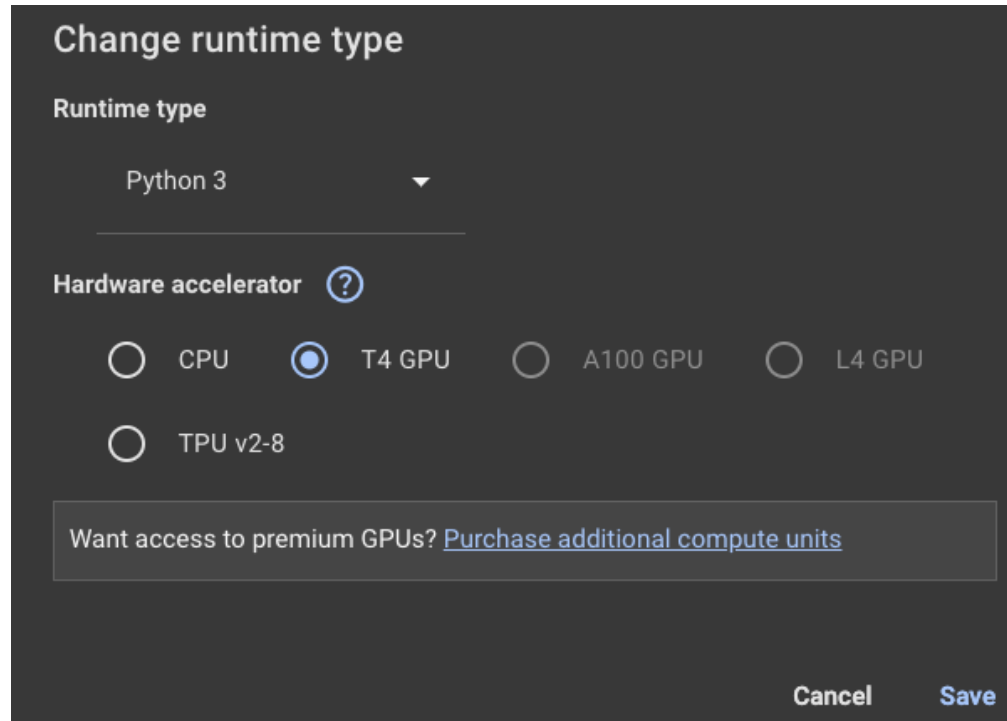 Change runtime type
Runtime type
Python 3
Hardware accelerator ?
CPU T4 GPU A100 GPU L4 GPU
TPU v2-8
Want access to premium GPUs? Purchase additional compute units
Cancel Save